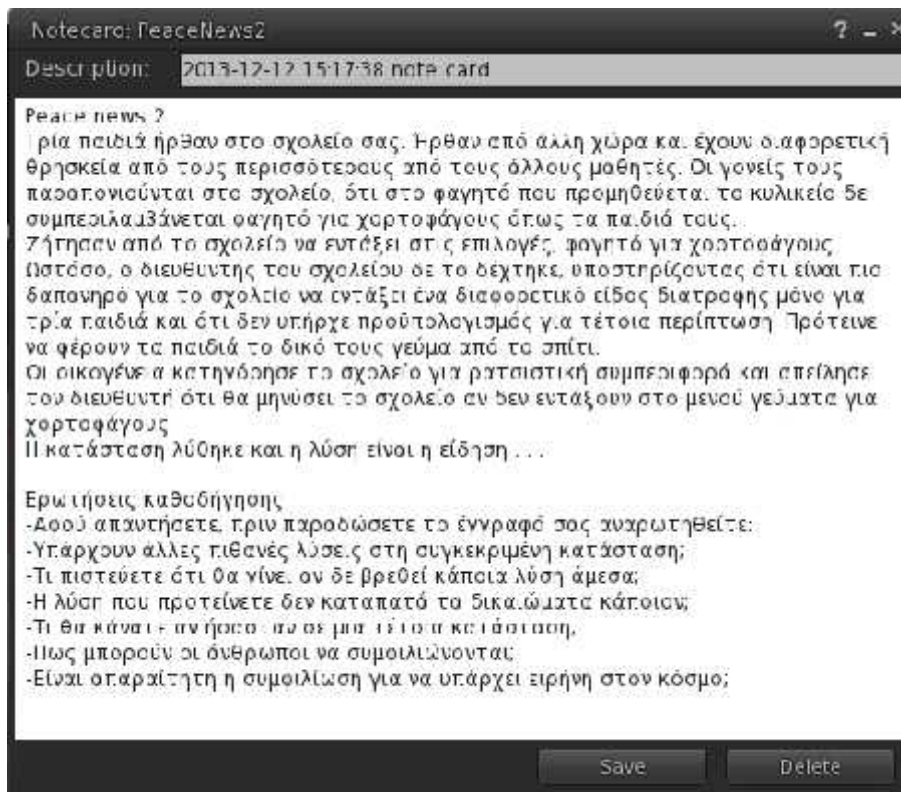 Notecard: PeaceNews2 ? – ×
Description: 2013-12-12 15:17:38 note card
Peace news 2
Τρία παιδιά ήρθαν στο σχολείο σας. Ήρθαν από άλλη χώρα και έχουν διαφορετική
θρησκεία από τους περισσότερους από τους άλλους μαθητές. Οι γονείς τους
παραπονιούνται στο σχολείο, ότι στο φαγητό που προμηθεύεται το κυλικείο δε
συμπεριλαμβάνεται φαγητό για χορτοφάγους όπως τα παιδιά τους.
Ζήτησαν από το σχολείο να εντάξει στις επιλογές, φαγητό για χορτοφάγους
Ωστόσο, ο διευθυντής του σχολείου δε το δέχτηκε, υποστηρίζοντας ότι είναι πιο
δαπανηρό για το σχολείο να εντάξει ένα διαφορετικό είδος διατροφής μόνο για
τρία παιδιά και ότι δεν υπήρχε προϋπολογισμός για τέτοια περίπτωση. Πρότεινε
να φέρουν τα παιδιά το δικό τους γεύμα από το σπίτι.
Οι οικογένεια κατηγόρησε το σχολείο για ρατσιστική συμπεριφορά και απείλησε
τον διευθυντή ότι θα μηνύσει το σχολείο αν δεν εντάξουν στο μενού γεύματα για
χορτοφάγους
Η κατάσταση λύθηκε και η λύση είναι η είδηση . . .
Ερωτήσεις καθοδήγησης
-Αφού απαντήσετε, πριν παραδώσετε το έγγραφό σας αναρωτηθείτε:
-Υπάρχουν άλλες πιθανές λύσεις στη συγκεκριμένη κατάσταση;
-Τι πιστεύετε ότι θα γίνει αν δε βρεθεί κάποια λύση άμεσα;
-Η λύση που προτείνετε δεν καταπατά τα δικαιώματα κάποιον;
-Τι θα κάνατε αν ήσασταν σε μια τέτοια κατάσταση;
-Πως μπορούν οι άνθρωποι να συμφιλιώνονται;
-Είναι απαραίτητη η συμφιλίωση για να υπάρχει ειρήνη στον κόσμο;
Save Delete